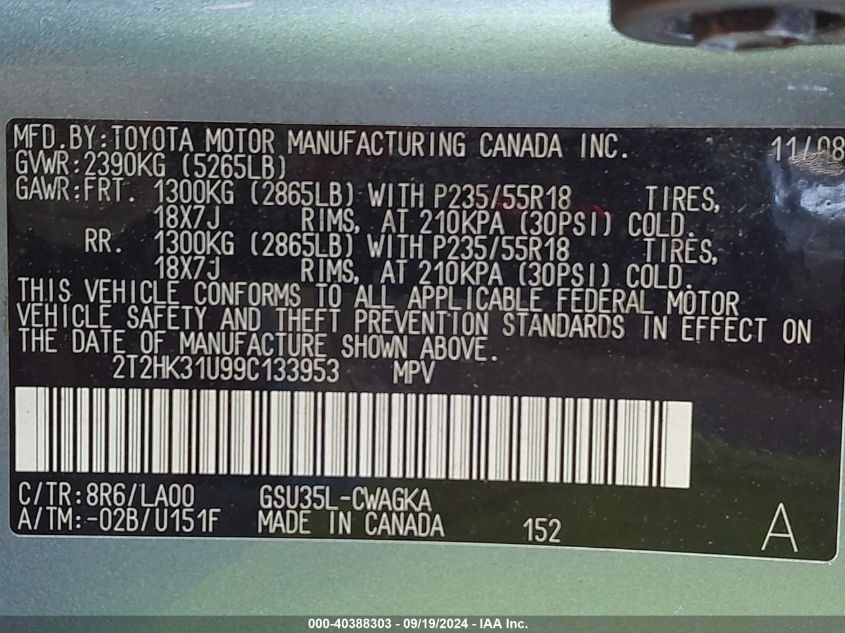 MFD.BY:TOYOTA MOTOR MANUFACTURING CANADA INC. 11/08
GVWR:2390KG (5265LB)
GAWR:FRT. 1300KG (2865LB) WITH P235/55R18 TIRES,
18X7J RIMS, AT 210KPA (30PSI) COLD.
RR. 1300KG (2865LB) WITH P235/55R18 TIRES,
18X7J RIMS, AT 210KPA (30PSI) COLD.
THIS VEHICLE CONFORMS TO ALL APPLICABLE FEDERAL MOTOR
VEHICLE SAFETY AND THEFT PREVENTION STANDARDS IN EFFECT ON
THE DATE OF MANUFACTURE SHOWN ABOVE.
2T2HK31U99C133953 MPV
C/TR:8R6/LA00 GSU35L-CWAGKA
A/TM:-02B/U151F MADE IN CANADA 152 A
000-40388303 - 09/19/2024 - IAA Inc.